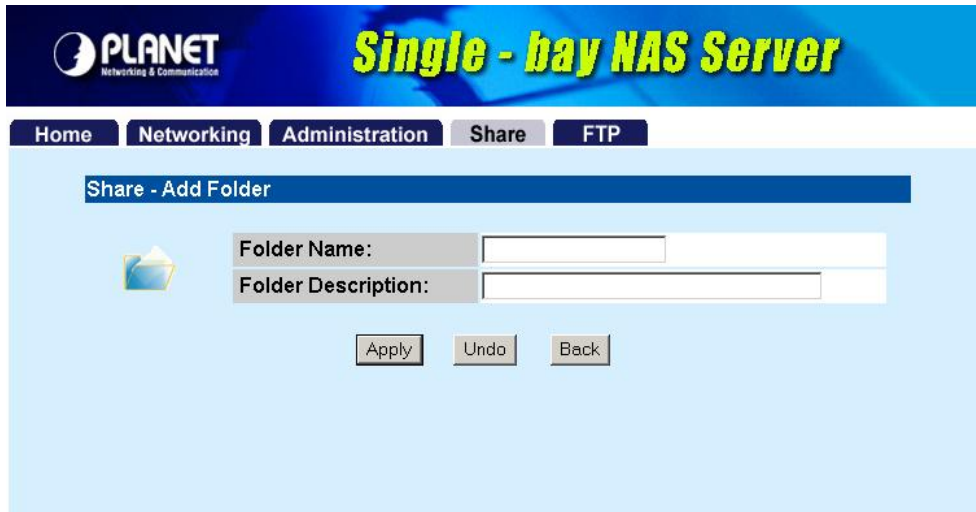 PLANET
Networking & Communication
Single - bay NAS Server
Home Networking Administration Share FTP
Share - Add Folder
Folder Name:
Folder Description:
Apply Undo Back